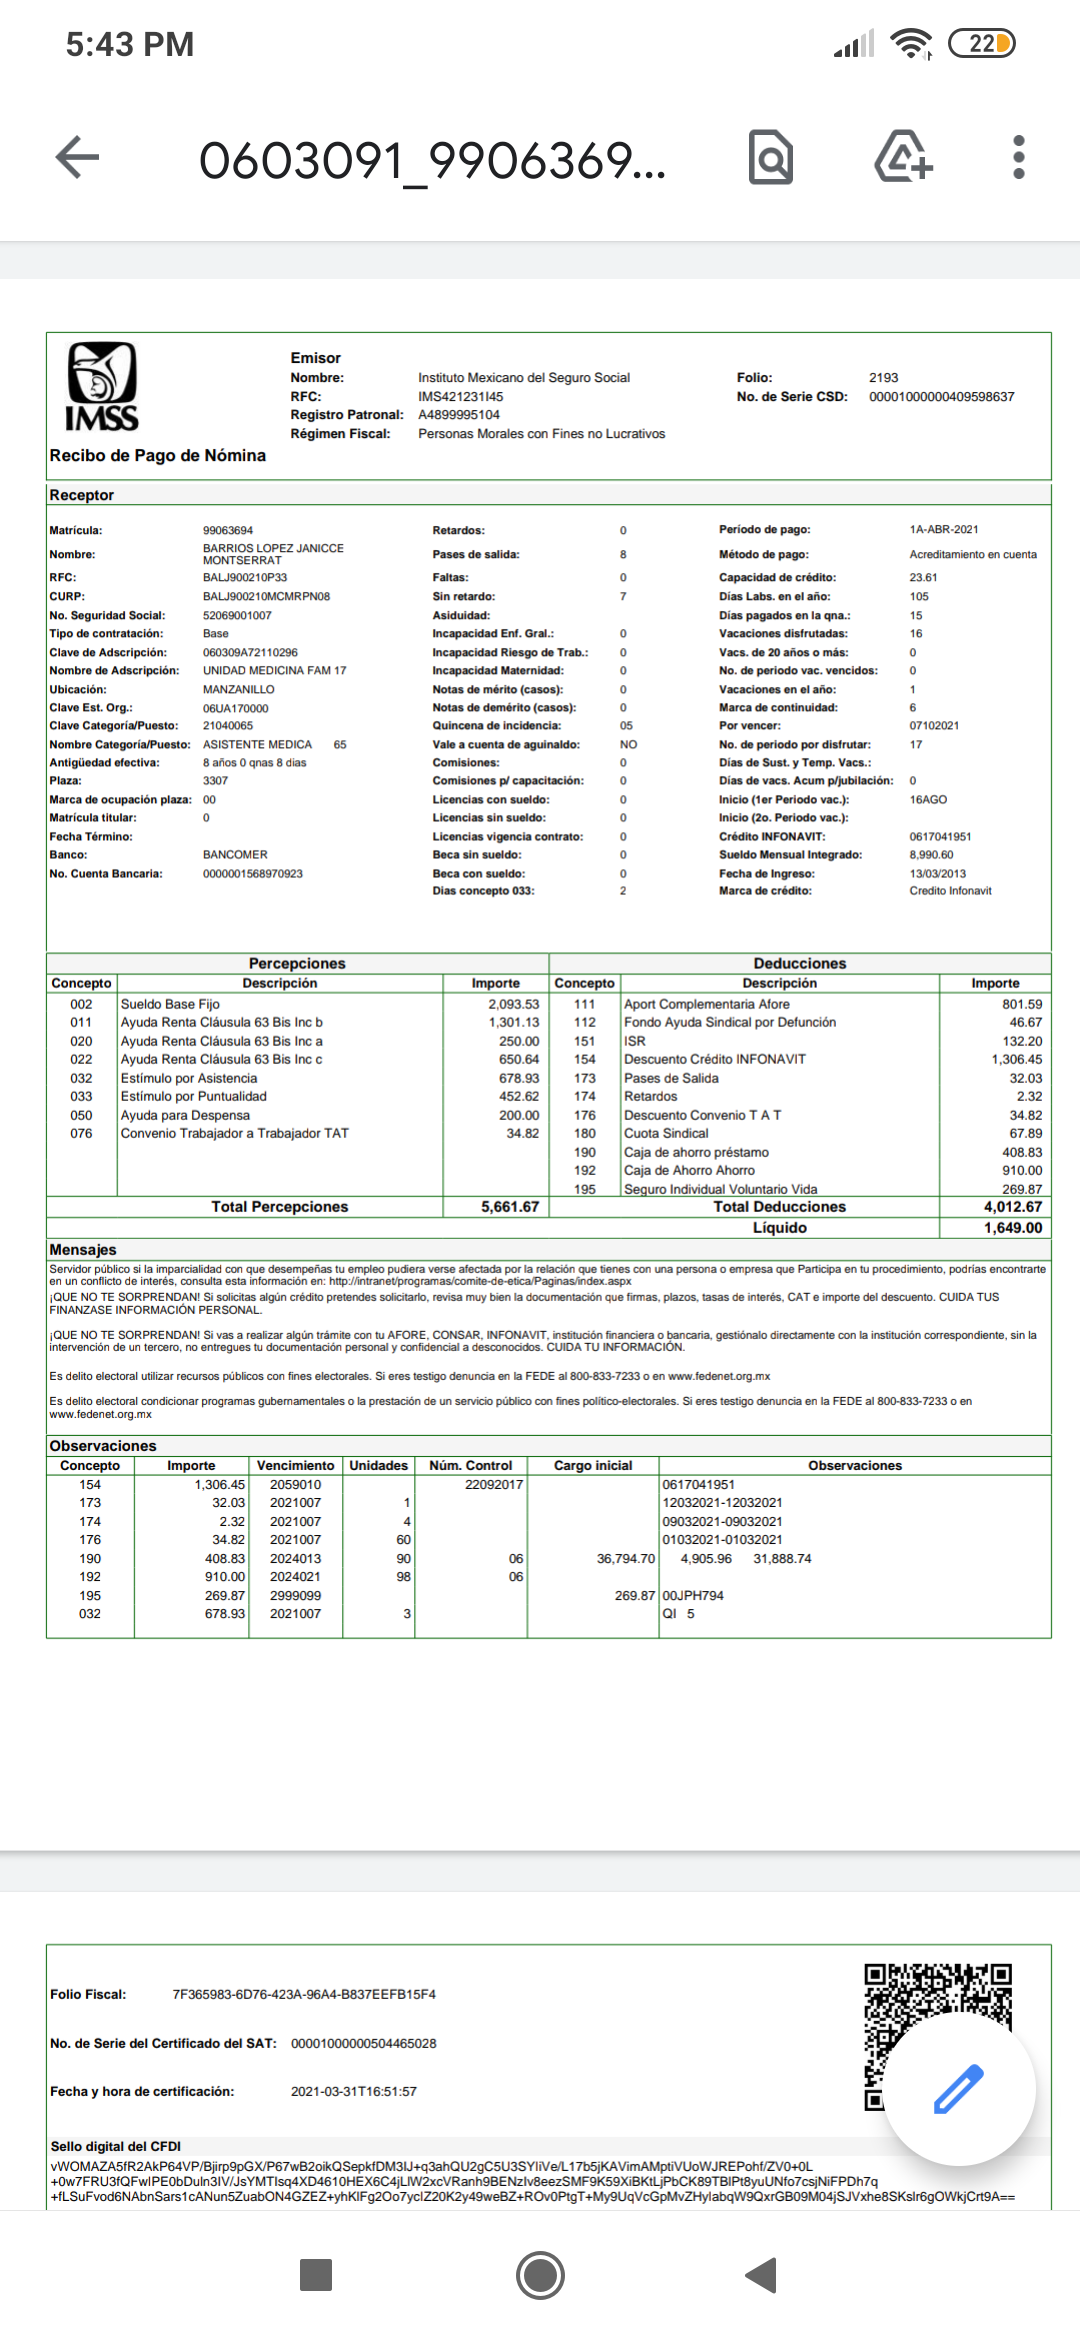 5:43 PM
22
0603091_9906369...
IMSS
Recibo de Pago de Nómina
Emisor
Nombre: Instituto Mexicano del Seguro Social Folio: 2193
RFC: IMS421231I45 No. de Serie CSD: 00001000000409598637
Registro Patronal: A4899995104
Régimen Fiscal: Personas Morales con Fines no Lucrativos
Receptor
Matrícula: 99063694 Retardos: 0 Período de pago: 1A-ABR-2021
Nombre: BARRIOS LOPEZ JANICCE MONTSERRAT Pases de salida: 8 Método de pago: Acreditamiento en cuenta
RFC: BALJ900210P33 Faltas: 0 Capacidad de crédito: 23.61
CURP: BALJ900210MCMRPN08 Sin retardo: 7 Días Labs. en el año: 105
No. Seguridad Social: 52069001007 Asiduidad: Días pagados en la qna.: 15
Tipo de contratación: Base Incapacidad Enf. Gral.: 0 Vacaciones disfrutadas: 16
Clave de Adscripción: 060309A72110296 Incapacidad Riesgo de Trab.: 0 Vacs. de 20 años o más: 0
Nombre de Adscripción: UNIDAD MEDICINA FAM 17 Incapacidad Maternidad: 0 No. de periodo vac. vencidos: 0
Ubicación: MANZANILLO Notas de mérito (casos): 0 Vacaciones en el año: 1
Clave Est. Org.: 06UA170000 Notas de demérito (casos): 0 Marca de continuidad: 6
Clave Categoría/Puesto: 21040065 Quincena de incidencia: 05 Por vencer: 07102021
Nombre Categoría/Puesto: ASISTENTE MEDICA 65 Vale a cuenta de aguinaldo: NO No. de periodo por disfrutar: 17
Antigüedad efectiva: 8 años 0 qnas 8 dias Comisiones: 0 Días de Sust. y Temp. Vacs.:
Plaza: 3307 Comisiones p/ capacitación: 0 Días de vacs. Acum p/jubilación: 0
Marca de ocupación plaza: 00 Licencias con sueldo: 0 Inicio (1er Periodo vac.): 16AGO
Matrícula titular: 0 Licencias sin sueldo: 0 Inicio (2o. Periodo vac.):
Fecha Término: Licencias vigencia contrato: 0 Crédito INFONAVIT: 0617041951
Banco: BANCOMER Beca sin sueldo: 0 Sueldo Mensual Integrado: 8,990.60
No. Cuenta Bancaria: 0000001568970923 Beca con sueldo: 0 Fecha de Ingreso: 13/03/2013
Dias concepto 033: 2 Marca de crédito: Credito Infonavit
Percepciones Deducciones
Concepto Descripción Importe Concepto Descripción Importe
002 Sueldo Base Fijo 2,093.53 111 Aport Complementaria Afore 801.59
011 Ayuda Renta Cláusula 63 Bis Inc b 1,301.13 112 Fondo Ayuda Sindical por Defunción 46.67
020 Ayuda Renta Cláusula 63 Bis Inc a 250.00 151 ISR 132.20
022 Ayuda Renta Cláusula 63 Bis Inc c 650.64 154 Descuento Crédito INFONAVIT 1,306.45
032 Estímulo por Asistencia 678.93 173 Pases de Salida 32.03
033 Estímulo por Puntualidad 452.62 174 Retardos 2.32
050 Ayuda para Despensa 200.00 176 Descuento Convenio T A T 34.82
076 Convenio Trabajador a Trabajador TAT 34.82 180 Cuota Sindical 67.89
190 Caja de ahorro préstamo 408.83
192 Caja de Ahorro Ahorro 910.00
195 Seguro Individual Voluntario Vida 269.87
Total Percepciones 5,661.67 Total Deducciones 4,012.67
Líquido 1,649.00
Mensajes
Servidor público si la imparcialidad con que desempeñas tu empleo pudiera verse afectada por la relación que tienes con una persona o empresa que Participa en tu procedimiento, podrías encontrarte
en un conflicto de interés, consulta esta información en: http://intranet/programas/comite-de-etica/Paginas/index.aspx
¡QUE NO TE SORPRENDAN! Si solicitas algún crédito pretendes solicitarlo, revisa muy bien la documentación que firmas, plazos, tasas de interés, CAT e importe del descuento. CUIDA TUS
FINANZASE INFORMACIÓN PERSONAL.
¡QUE NO TE SORPRENDAN! Si vas a realizar algún trámite con tu AFORE, CONSAR, INFONAVIT, institución financiera o bancaria, gestiónalo directamente con la institución correspondiente, sin la
intervención de un tercero, no entregues tu documentación personal y confidencial a desconocidos. CUIDA TU INFORMACIÓN.
Es delito electoral utilizar recursos públicos con fines electorales. Si eres testigo denuncia en la FEDE al 800-833-7233 o en www.fedenet.org.mx
Es delito electoral condicionar programas gubernamentales o la prestación de un servicio público con fines político-electorales. Si eres testigo denuncia en la FEDE al 800-833-7233 o en
www.fedenet.org.mx
Observaciones
Concepto Importe Vencimiento Unidades Núm. Control Cargo inicial Observaciones
154 1,306.45 2059010 22092017 0617041951
173 32.03 2021007 1 12032021-12032021
174 2.32 2021007 4 09032021-09032021
176 34.82 2021007 60 01032021-01032021
190 408.83 2024013 90 06 36,794.70 4,905.96 31,888.74
192 910.00 2024021 98 06
195 269.87 2999099 269.87 00JPH794
032 678.93 2021007 3 QI 5
Folio Fiscal: 7F365983-6D76-423A-96A4-B837EEFB15F4
No. de Serie del Certificado del SAT: 00001000000504465028
Fecha y hora de certificación: 2021-03-31T16:51:57
Sello digital del CFDI